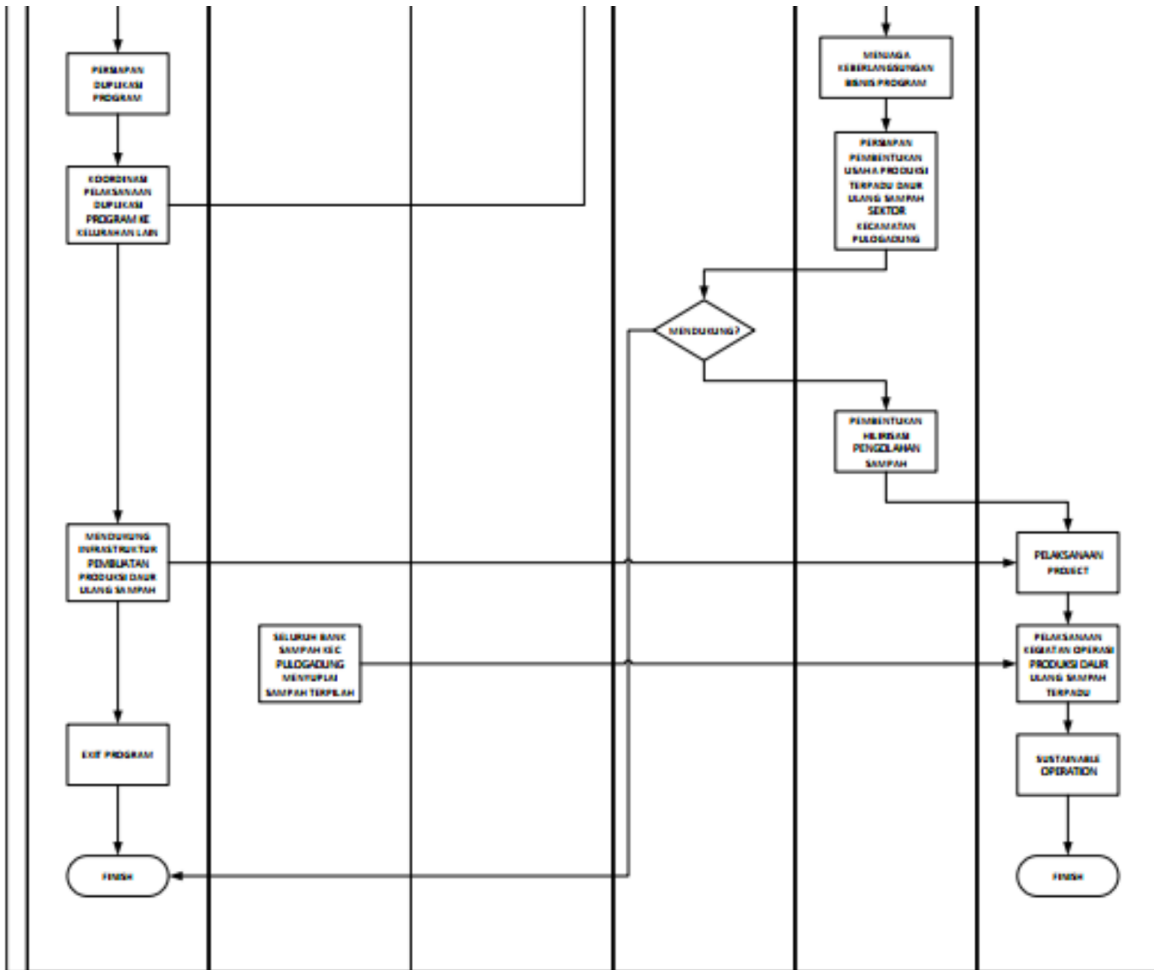 PERSIAPAN
DUPLIKASI
PROGRAM
KOORDINASI
PELAKSANAAN
DUPLIKASI
PROGRAM KE
KELURAHAN LAIN
MENDUKUNG
INFRASTRUKTUR
PEMBUATAN
PRODUKSI DAUR
ULANG SAMPAH
EXIT PROGRAM
FINISH
SELURUH BANK
SAMPAH KEC
PULOGADUNG
MENYUPLAI
SAMPAH TERPILAH
MENDUKUNG?
MENJAGA
KEBERLANGSUNGAN
BISNIS PROGRAM
PERSIAPAN
PEMBENTUKAN
USAHA PRODUKSI
TERPADU DAUR
ULANG SAMPAH
SEKTOR
KECAMATAN
PULOGADUNG
PEMBENTUKAN
HILIRISASI
PENGOLAHAN
SAMPAH
PELAKSANAAN
PROJECT
PELAKSANAAN
KEGIATAN OPERASI
PRODUKSI DAUR
ULANG SAMPAH
TERPADU
SUSTAINABLE
OPERATION
FINISH